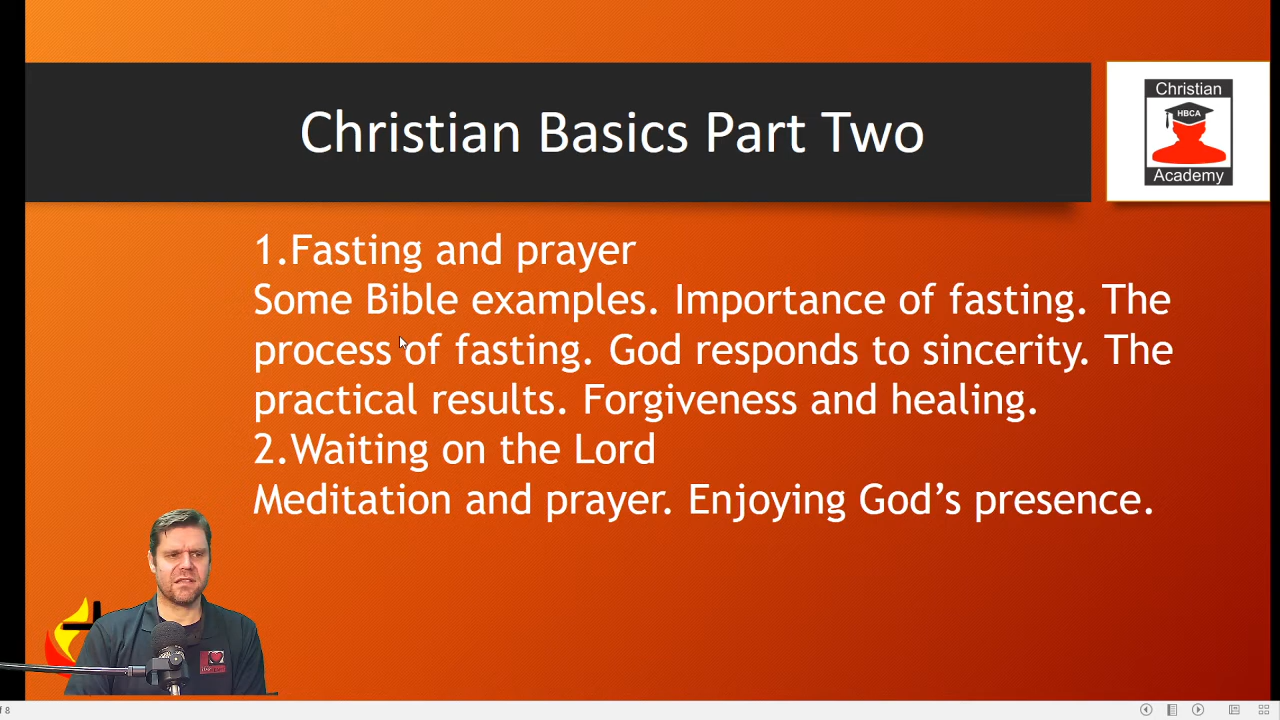 Christian Basics Part Two
Christian
HBCA
Academy
1.Fasting and prayer
Some Bible examples. Importance of fasting. The
process of fasting. God responds to sincerity. The
practical results. Forgiveness and healing.
2.Waiting on the Lord
Meditation and prayer. Enjoying God’s presence.
f 8